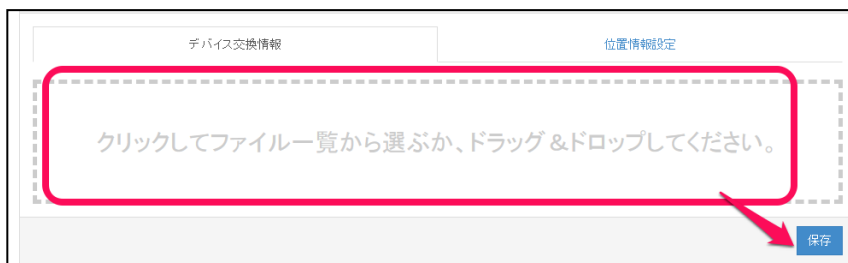 デバイス交換情報
位置情報設定
クリックしてファイル一覧から選ぶか、ドラッグ&ドロップしてください。
保存